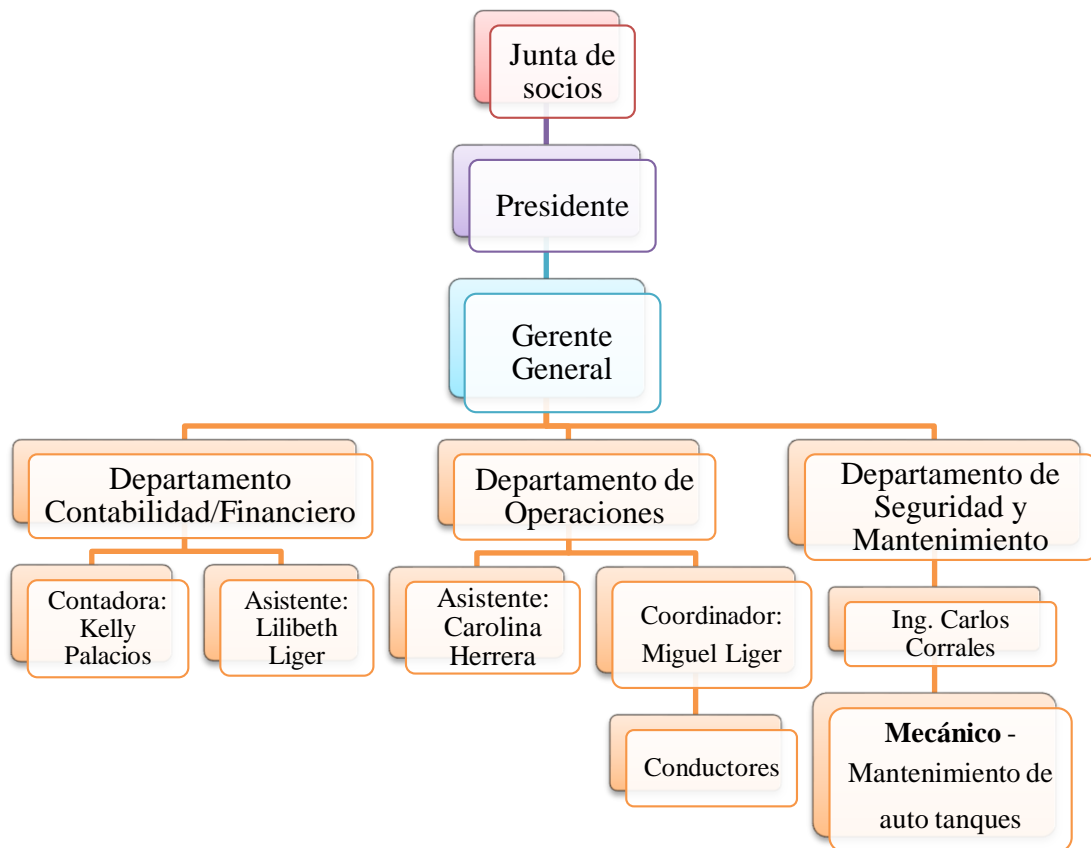 Junta de
socios
Presidente
Gerente
General
Departamento
Contabilidad/Financiero
Departamento de
Operaciones
Departamento de
Seguridad y
Mantenimiento
Contadora:
Kelly
Palacios
Asistente:
Lilibeth
Liger
Asistente:
Carolina
Herrera
Coordinador:
Miguel Liger
Ing. Carlos
Corrales
Conductores
Mecánico -
Mantenimiento de
auto tanques